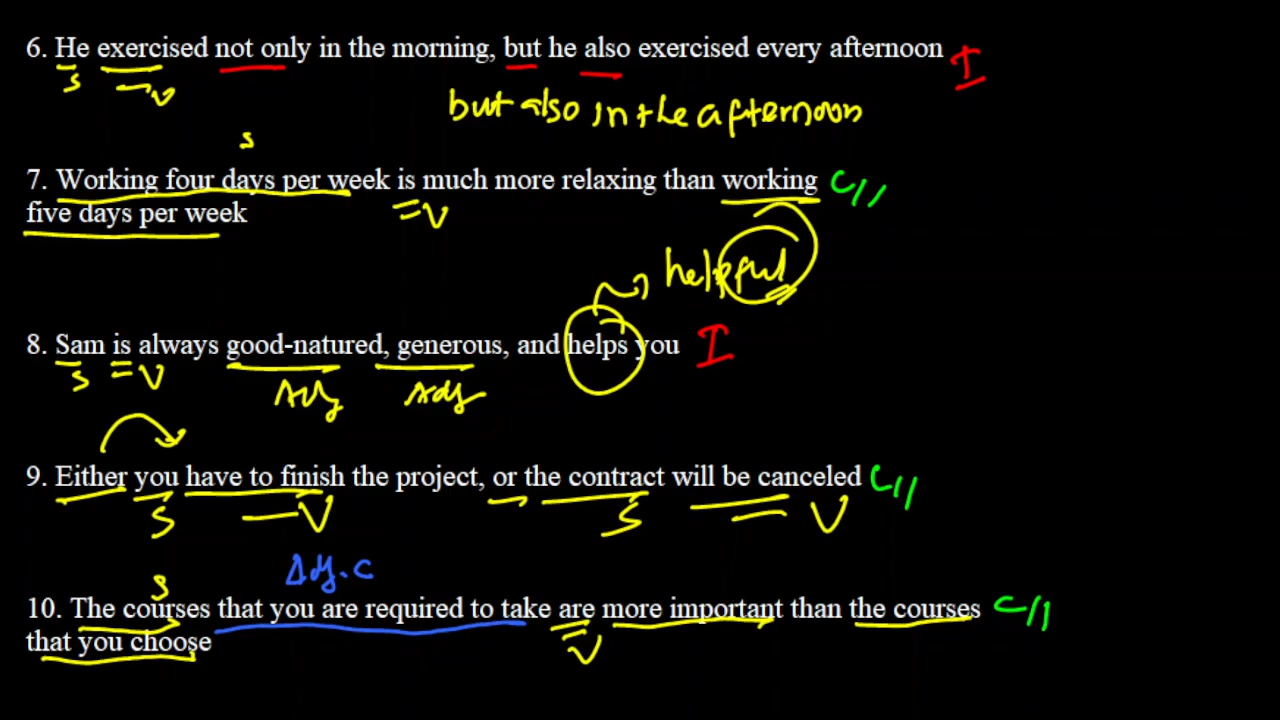 6. He exercised not only in the morning, but he also exercised every afternoon I
S V
but also in the afternoon
S
7. Working four days per week is much more relaxing than working C//
five days per week
V
helpful
8. Sam is always good-natured, generous, and helps you I
S V Adj Adj
9. Either you have to finish the project, or the contract will be canceled C//
S V S V
S Adj.C
10. The courses that you are required to take are more important than the courses C//
that you choose
V